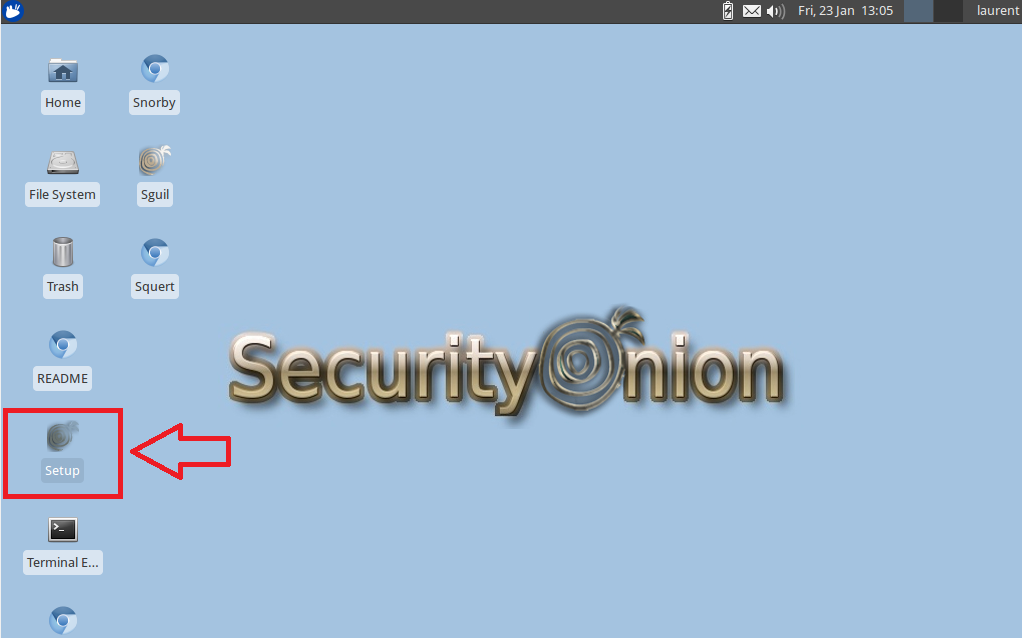 Fri, 23 Jan 13:05
laurent
Home
Snorby
File System
Sguil
Trash
Squert
README
SecurityOnion
Setup
Terminal E...